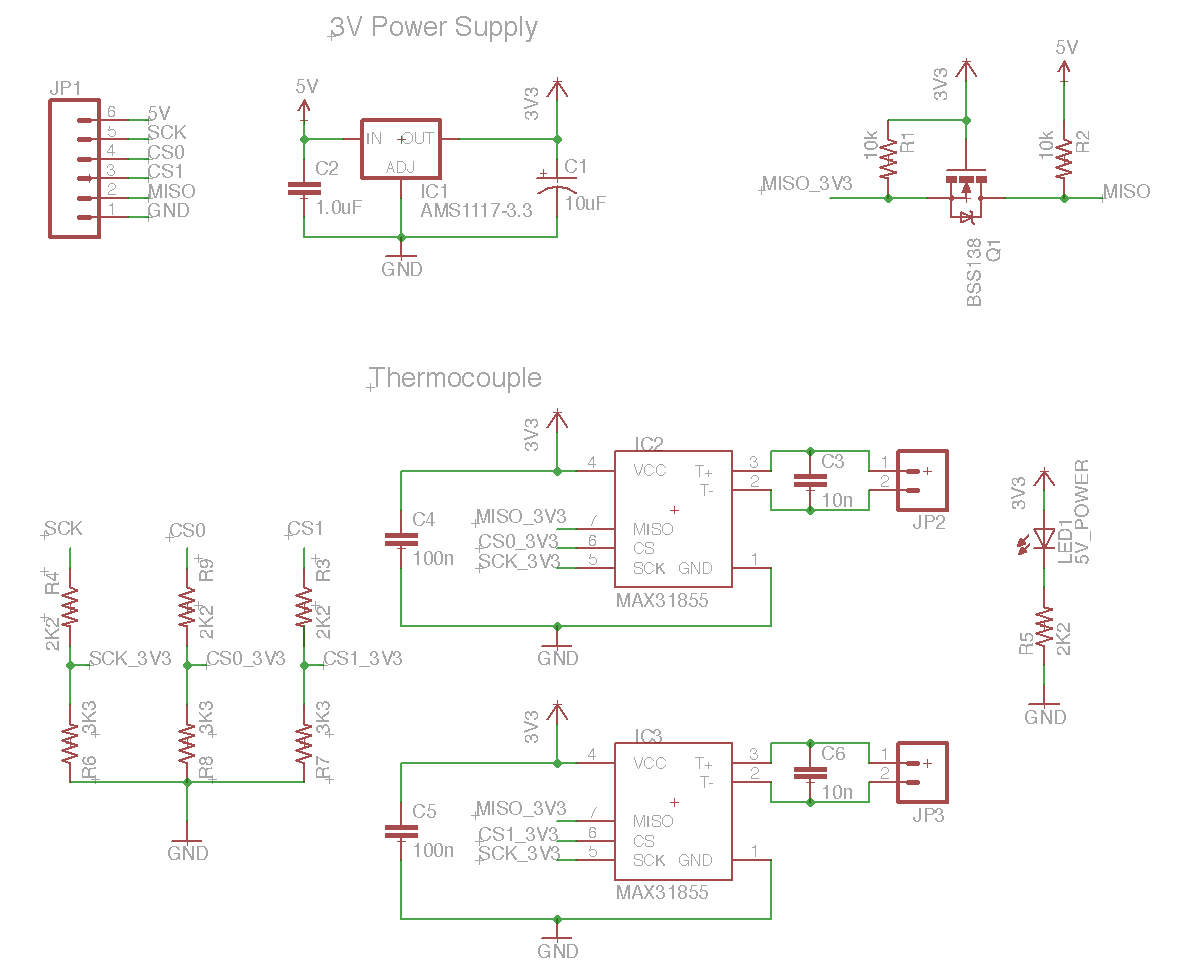 3V Power Supply
JP1
6 5V
5 SCK
4 CS0
3 CS1
2 MISO
1 GND
5V
IN OUT
ADJ
IC1
AMS1117-3.3
C2
1.0uF
3V3
C1
10uF
GND
3V3
5V
10k
R1
10k
R2
MISO_3V3
MISO
BSS138
Q1
Thermocouple
SCK
CS0
CS1
R4
2K2
R9
2K2
R3
2K2
SCK_3V3
CS0_3V3
CS1_3V3
3K3
R6
3K3
R8
3K3
R7
GND
3V3
IC2
4 VCC
T+ 3
T- 2
C4
100n
MISO_3V3 7 MISO
CS0_3V3 6 CS
SCK_3V3 5 SCK
GND 1
MAX31855
C3
10n
1 +
2
JP2
GND
3V3
IC3
4 VCC
T+ 3
T- 2
C5
100n
MISO_3V3 7 MISO
CS1_3V3 6 CS
SCK_3V3 5 SCK
GND 1
MAX31855
C6
10n
1 +
2
JP3
GND
3V3
LED1
5V_POWER
R5
2K2
GND